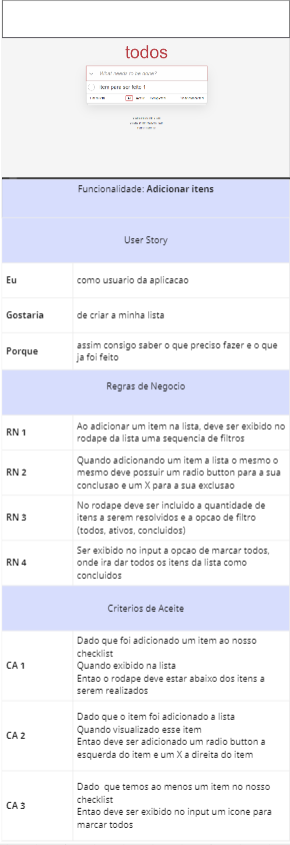 todos
What needs to be done?
item para ser feito 1
Funcionalidade: Adicionar itens
User Story
Eu
como usuario da aplicacao
Gostaria
de criar a minha lista
Porque
assim consigo saber o que preciso fazer e o que
ja foi feito
Regras de Negocio
RN 1
Ao adicionar um item na lista, deve ser exibido no
rodape da lista uma sequencia de filtros
RN 2
Quando adicionando um item a lista o mesmo o
mesmo deve possuir um radio button para a sua
conclusao e um X para a sua exclusao
RN 3
No rodape deve ser incluido a quantidade de
itens a serem resolvidos e a opcao de filtro
(todos, ativos, concluidos)
RN 4
Ser exibido no input a opcao de marcar todos,
onde ira dar todos os itens da lista como
concluidos
Criterios de Aceite
CA 1
Dado que foi adicionado um item ao nosso
checklist
Quando exibido na lista
Entao o rodape deve estar abaixo dos itens a
serem realizados
CA 2
Dado que o item foi adicionado a lista
Quando visualizado esse item
Entao deve ser adicionado um radio button a
esquerda do item e um X a direita do item
CA 3
Dado que temos ao menos um item no nosso
checklist
Entao deve ser exibido no input um icone para
marcar todos